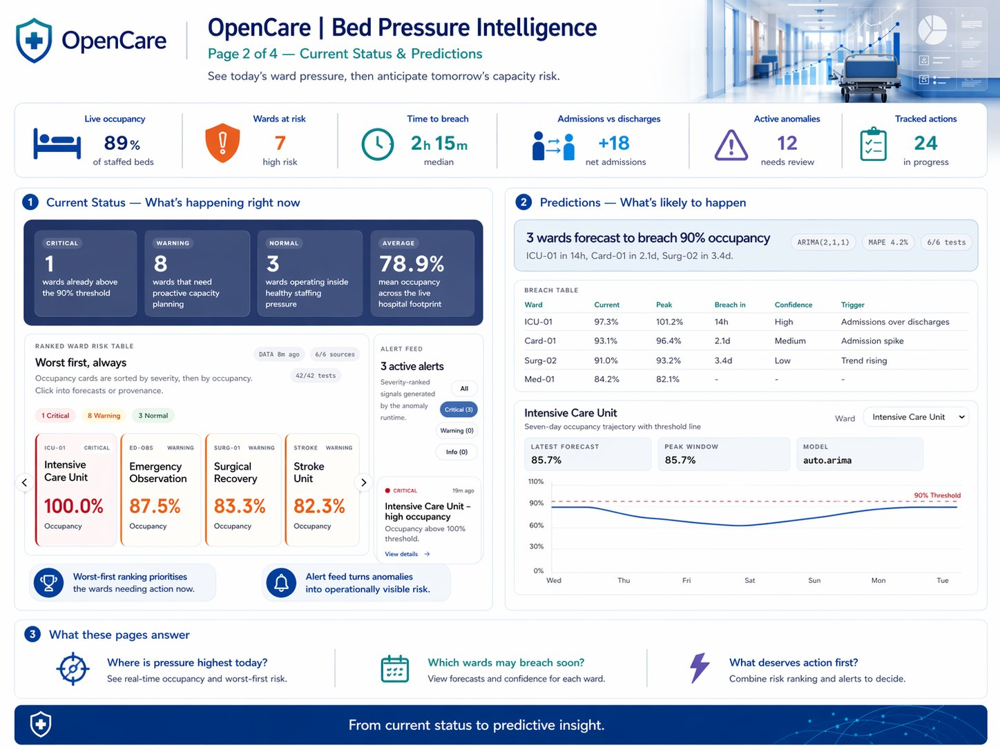 OpenCare
OpenCare | Bed Pressure Intelligence
Page 2 of 4 — Current Status & Predictions
See today's ward pressure, then anticipate tomorrow's capacity risk.
Live occupancy
89%
of staffed beds
Wards at risk
7
high risk
Time to breach
2h 15m
median
Admissions vs discharges
+18
net admissions
Active anomalies
12
needs review
Tracked actions
24
in progress
1 Current Status — What's happening right now
CRITICAL
1
wards already above
the 90% threshold
WARNING
8
wards that need
proactive capacity
planning
NORMAL
3
wards operating inside
healthy staffing
pressure
AVERAGE
78.9%
mean occupancy
across the live
hospital footprint
RANKED WARD RISK TABLE
Worst first, always
Occupancy cards are sorted by severity, then by occupancy.
Click into forecasts or provenance.
DATA 8m ago
6/6 sources
42/42 tests
1 Critical
8 Warning
3 Normal
ICU-01 CRITICAL
Intensive
Care Unit
100.0%
Occupancy
ED-OBS WARNING
Emergency
Observation
87.5%
Occupancy
SURG-01 WARNING
Surgical
Recovery
83.3%
Occupancy
STROKE WARNING
Stroke
Unit
82.3%
Occupancy
ALERT FEED
3 active alerts
Severity-ranked
signals generated
by the anomaly
runtime.
All
Critical (3)
Warning (0)
Info (0)
CRITICAL 19m ago
Intensive Care Unit –
high occupancy
Occupancy above 100%
threshold.
View details →
Worst-first ranking prioritises
the wards needing action now.
Alert feed turns anomalies
into operationally visible risk.
2 Predictions — What's likely to happen
3 wards forecast to breach 90% occupancy
ICU-01 in 14h, Card-01 in 2.1d, Surg-02 in 3.4d.
ARIMA(2,1,1)
MAPE 4.2%
6/6 tests
BREACH TABLE
Ward Current Peak Breach in Confidence Trigger
ICU-01 97.3% 101.2% 14h High Admissions over discharges
Card-01 93.1% 96.4% 2.1d Medium Admission spike
Surg-02 91.0% 93.2% 3.4d Low Trend rising
Med-01 84.2% 82.1% - - -
Intensive Care Unit
Seven-day occupancy trajectory with threshold line
Ward
Intensive Care Unit
LATEST FORECAST
85.7%
PEAK WINDOW
85.7%
MODEL
auto.arima
110%
90%
60%
30%
0%
90% Threshold
Wed Thu Fri Sat Sun Mon Tue
3 What these pages answer
Where is pressure highest today?
See real-time occupancy and worst-first risk.
Which wards may breach soon?
View forecasts and confidence for each ward.
What deserves action first?
Combine risk ranking and alerts to decide.
From current status to predictive insight.